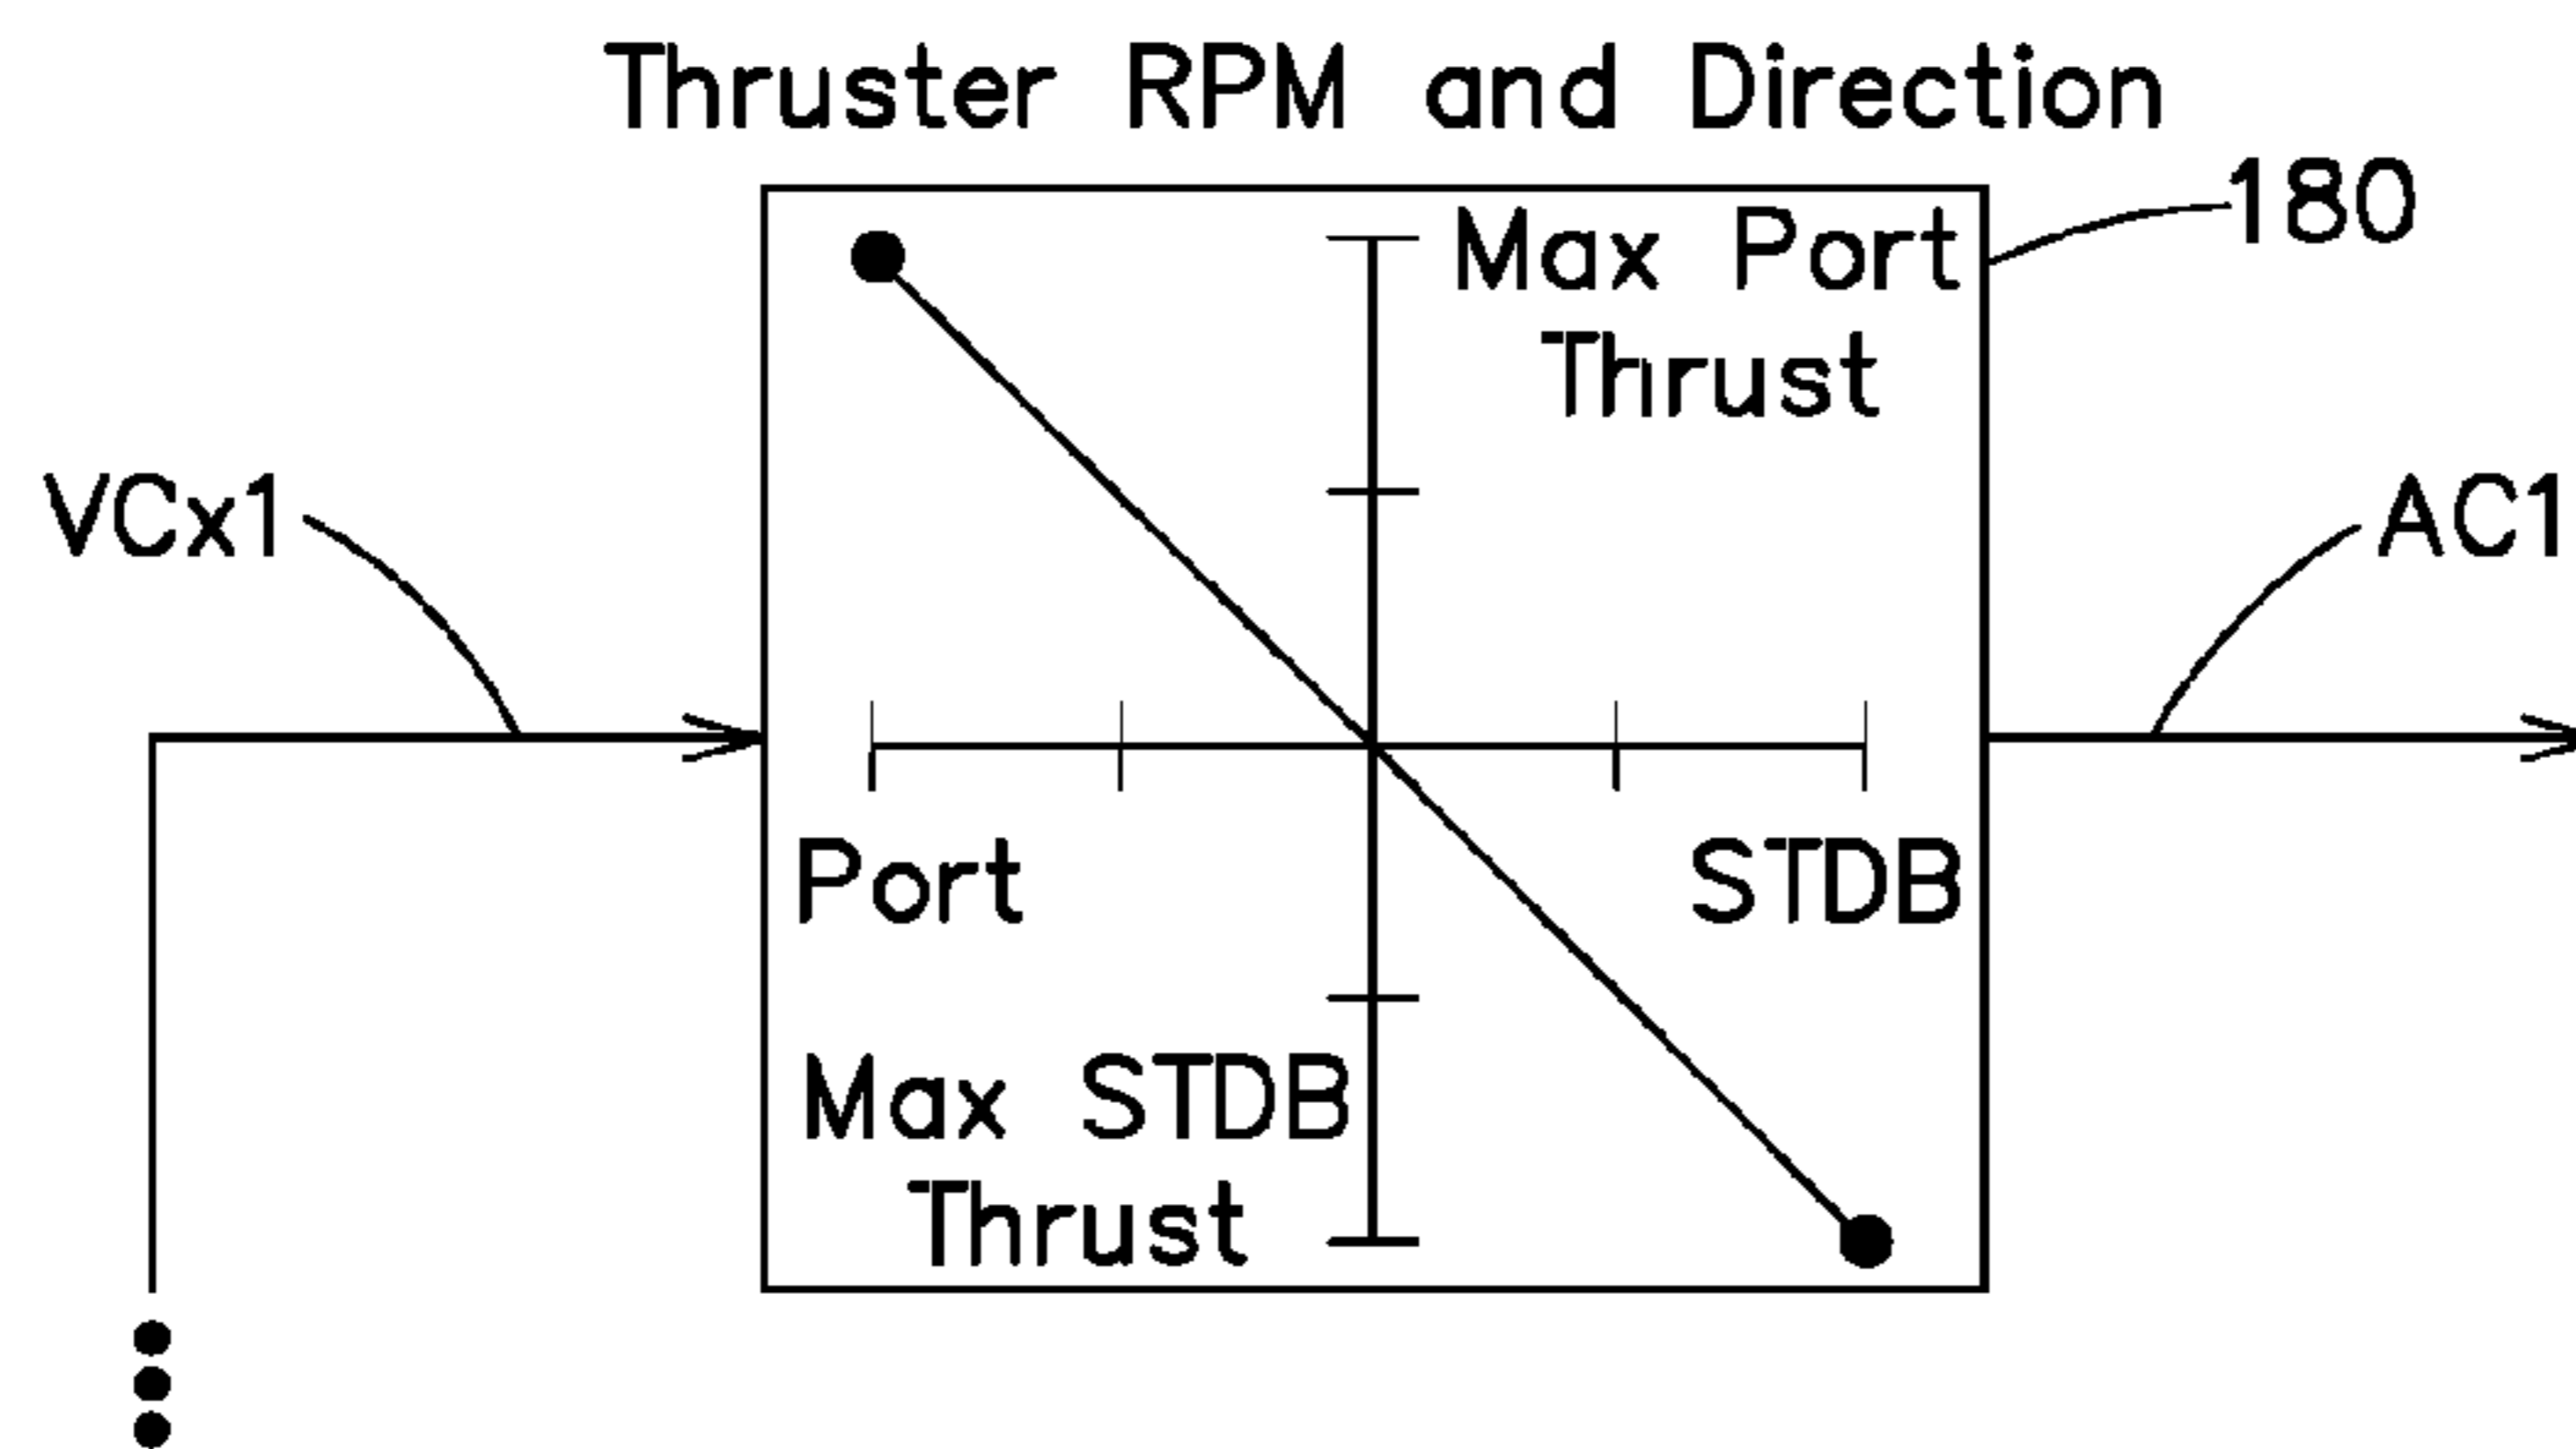 Thruster RPM and Direction
180
Max Port
Thrust
VCx1
AC1
Port
STDB
Max STDB
Thrust